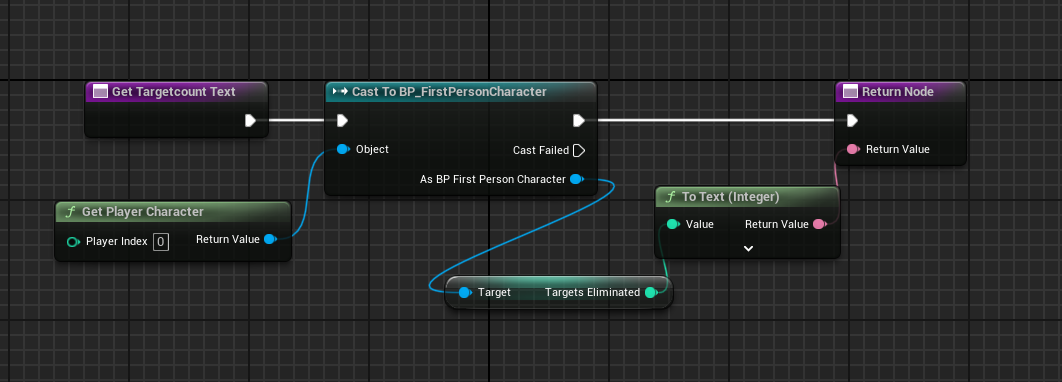 Get Targetcount Text
Cast To BP_FirstPersonCharacter
Return Node
Object
Cast Failed
Return Value
As BP First Person Character
To Text (Integer)
Get Player Character
Value
Return Value
Player Index 0
Return Value
Target
Targets Eliminated